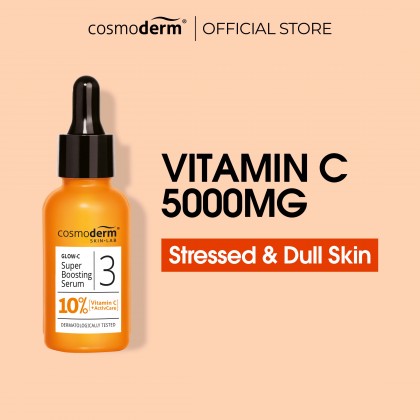 cosmoderm® | OFFICIAL STORE
VITAMIN C
5000MG
Stressed & Dull Skin
cosmoderm®
SKIN-LAB
GLOW-C
Super
Boosting
Serum
3
10% Vitamin C
+ActivCare
DERMATOLOGICALLY TESTED